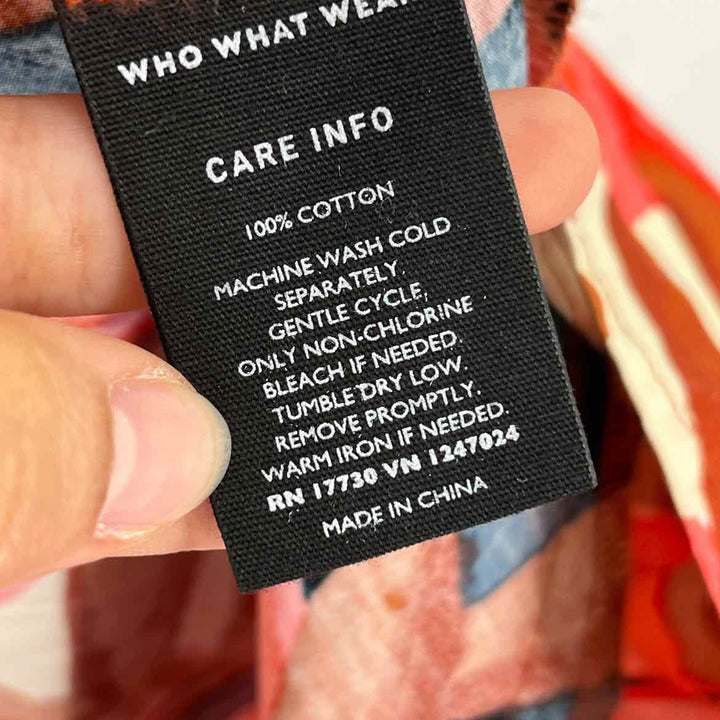 WHO WHAT WEAR
CARE INFO
100% COTTON
MACHINE WASH COLD
SEPARATELY.
GENTLE CYCLE,
ONLY NON-CHLORINE
BLEACH IF NEEDED.
TUMBLE DRY LOW.
REMOVE PROMPTLY.
WARM IRON IF NEEDED.
RN 17730 VN 1247024
MADE IN CHINA